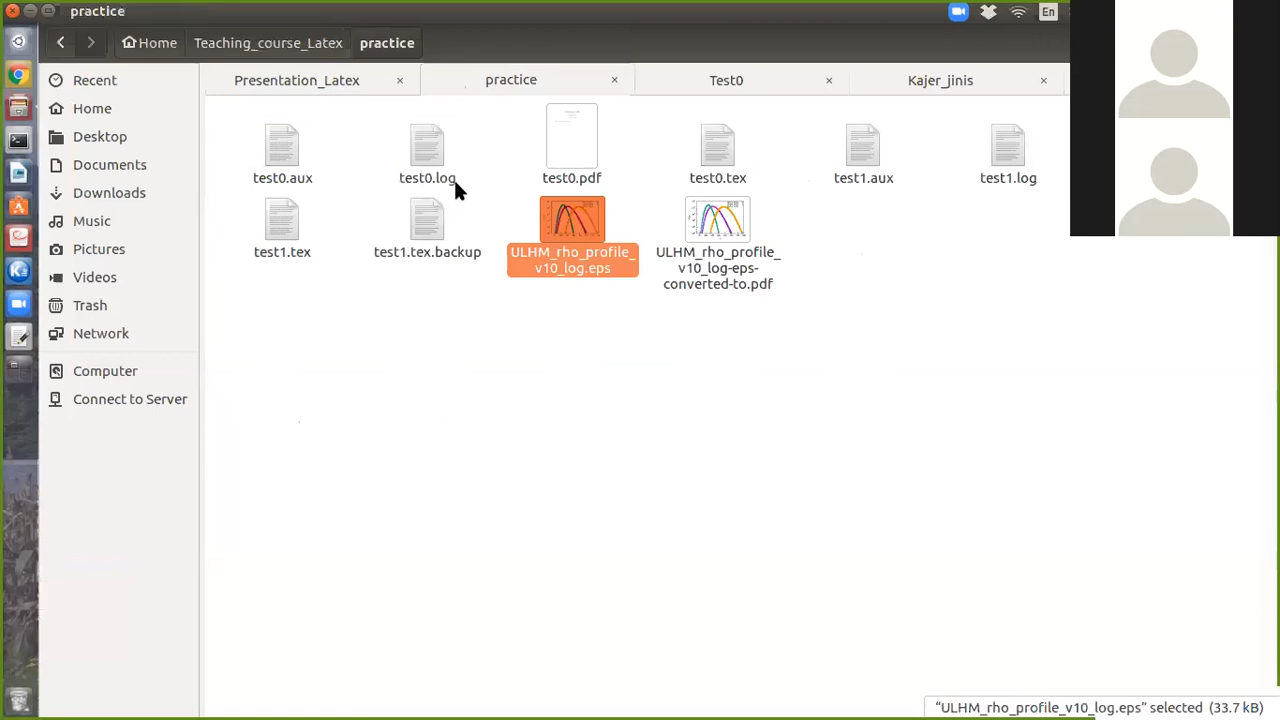 practice
En
Home Teaching_course_Latex practice
Presentation_Latex × practice × Test0 × Kajer_jinis ×
Recent
Home
Desktop
Documents
Downloads
Music
Pictures
Videos
Trash
Network
Computer
Connect to Server
test0.aux test0.log test0.pdf test0.tex test1.aux test1.log
test1.tex test1.tex.backup ULHM_rho_profile_ ULHM_rho_profile_
v10_log.eps v10_log-eps-
converted-to.pdf
“ULHM_rho_profile_v10_log.eps” selected (33.7 kB)